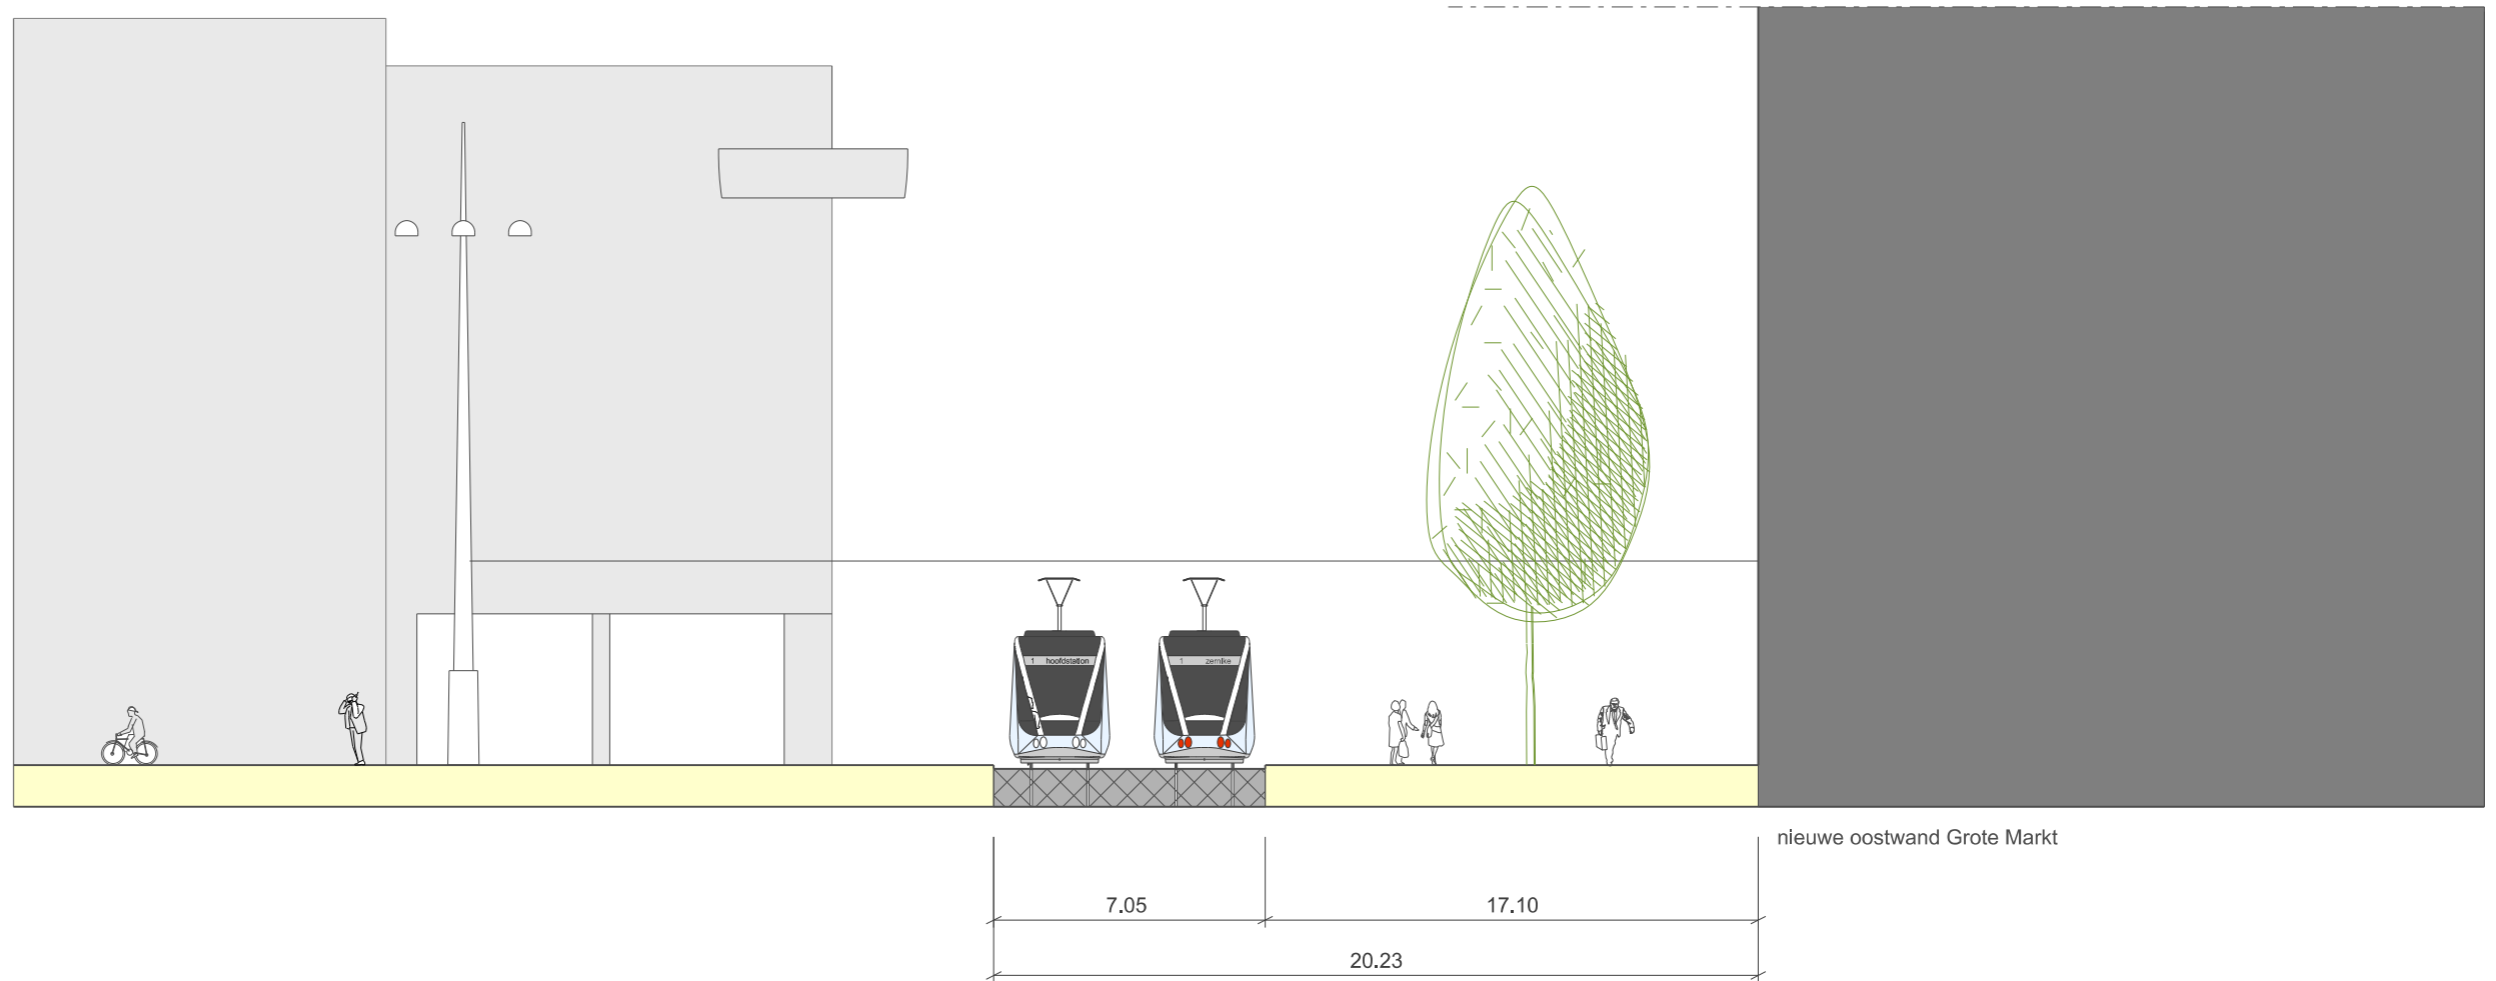 1 hoofdstation
1 zernike
nieuwe oostwand Grote Markt
7.05
17.10
20.23